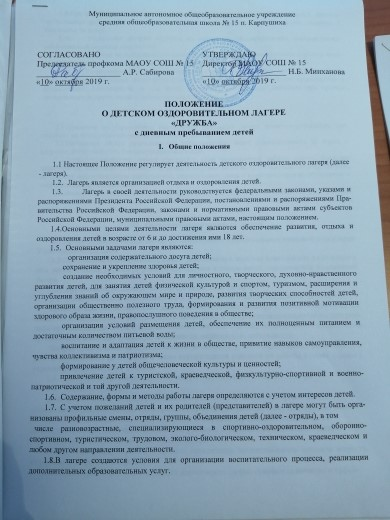 Муниципальное автономное общеобразовательное учреждение
средняя общеобразовательная школа № 15 п. Карпушиха
СОГЛАСОВАНО УТВЕРЖДАЮ
Председатель профкома МАОУ СОШ № 15 Директор МАОУ СОШ № 15
А.Р. Сабирова Н.Б. Минханова
«10» октября 2019 г. «10» октября 2019 г.
ПОЛОЖЕНИЕ
О ДЕТСКОМ ОЗДОРОВИТЕЛЬНОМ ЛАГЕРЕ
«ДРУЖБА»
с дневным пребыванием детей
I. Общие положения
1.1 Настоящее Положение регулирует деятельность детского оздоровительного лагеря (далее
- лагеря).
1.2. Лагерь является организацией отдыха и оздоровления детей.
1.3. Лагерь в своей деятельности руководствуется федеральными законами, указами и
распоряжениями Президента Российской Федерации, постановлениями и распоряжениями Пра-
вительства Российской Федерации, законами и нормативными правовыми актами субъектов
Российской Федерации, муниципальными правовыми актами, настоящим положением.
1.4.Основными целями деятельности лагеря являются обеспечение развития, отдыха и
оздоровления детей в возрасте от 6 и до достижения ими 18 лет.
1.5. Основными задачами лагеря являются:
организация содержательного досуга детей;
сохранение и укрепление здоровья детей;
создание необходимых условий для личностного, творческого, духовно-нравственного
развития детей, для занятия детей физической культурой и спортом, туризмом, расширения и
углубления знаний об окружающем мире и природе, развития творческих способностей детей,
организации общественно полезного труда, формирования и развития позитивной мотивации
здорового образа жизни, правопослушного поведения в обществе;
организация условий размещения детей, обеспечение их полноценным питанием и
достаточным количеством питьевой воды;
воспитание и адаптация детей к жизни в обществе, привитие навыков самоуправления,
чувства коллективизма и патриотизма;
формирование у детей общечеловеческой культуры и ценностей;
привлечение детей к туристской, краеведческой, физкультурно-спортивной и военно-
патриотической и той другой деятельности.
1.6. Содержание, формы и методы работы лагеря определяются с учетом интересов детей.
1.7. С учетом пожеланий детей и их родителей (представителей) в лагере могут быть орга-
низованы профильные смены, отряды, группы, объединения детей (далее - отряды), в том
числе разновозрастные, специализирующиеся в спортивно-оздоровительном, оборонно-
спортивном, туристическом, трудовом, эколого-биологическом, техническом, краеведческом и
любом другом направлении деятельности.
1.8.В лагере создаются условия для организации воспитательного процесса, реализации
дополнительных образовательных услуг.